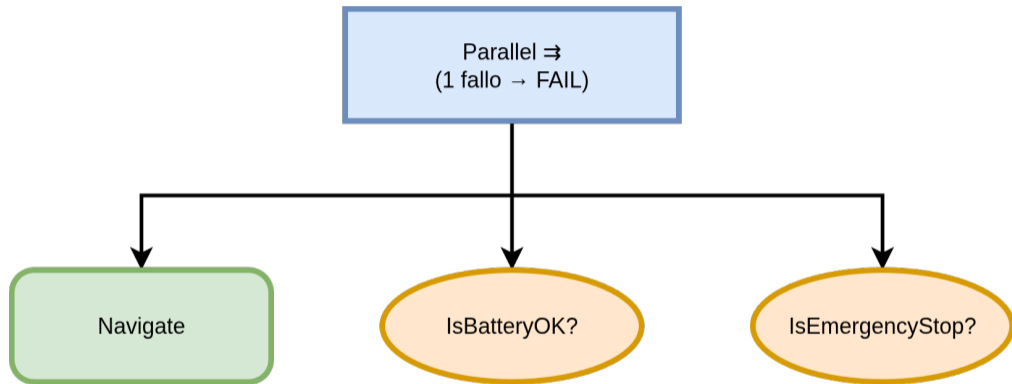 Parallel ⇉
(1 fallo → FAIL)
Navigate
IsBatteryOK?
IsEmergencyStop?